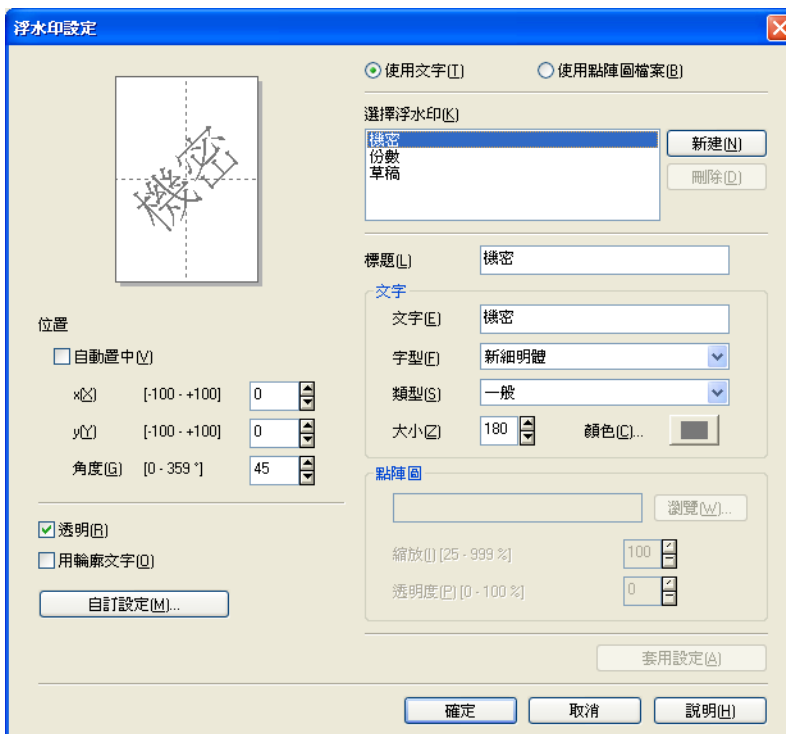 浮水印設定
機密
位置
自動置中(V)
x(X) [-100 - +100] 0
y(Y) [-100 - +100] 0
角度(G) [0 - 359 °] 45
透明(R)
用輪廓文字(O)
自訂設定(M)...
使用文字(T) 使用點陣圖檔案(B)
選擇浮水印(K)
機密
份數
草稿
新建(N)
刪除(D)
標題(L) 機密
文字
文字(E) 機密
字型(F) 新細明體
類型(S) 一般
大小(Z) 180 顏色(C)...
點陣圖
瀏覽(W)...
縮放(I) [25 - 999 %] 100
透明度(P) [0 - 100 %] 0
套用設定(A)
確定 取消 說明(H)